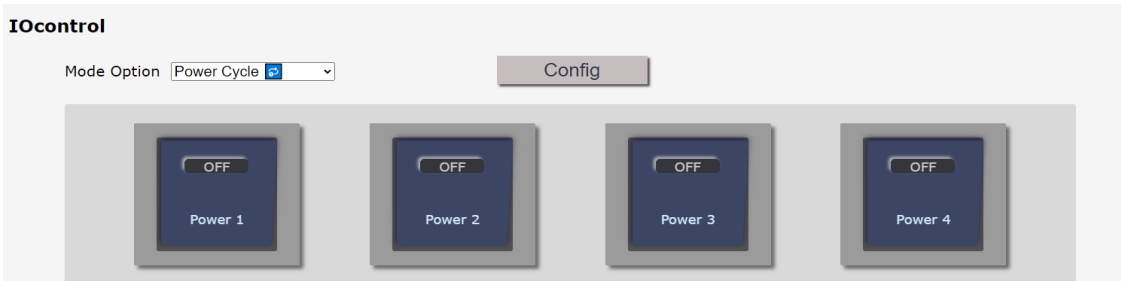 IOcontrol
Mode Option Power Cycle Config
OFF OFF OFF OFF
Power 1 Power 2 Power 3 Power 4